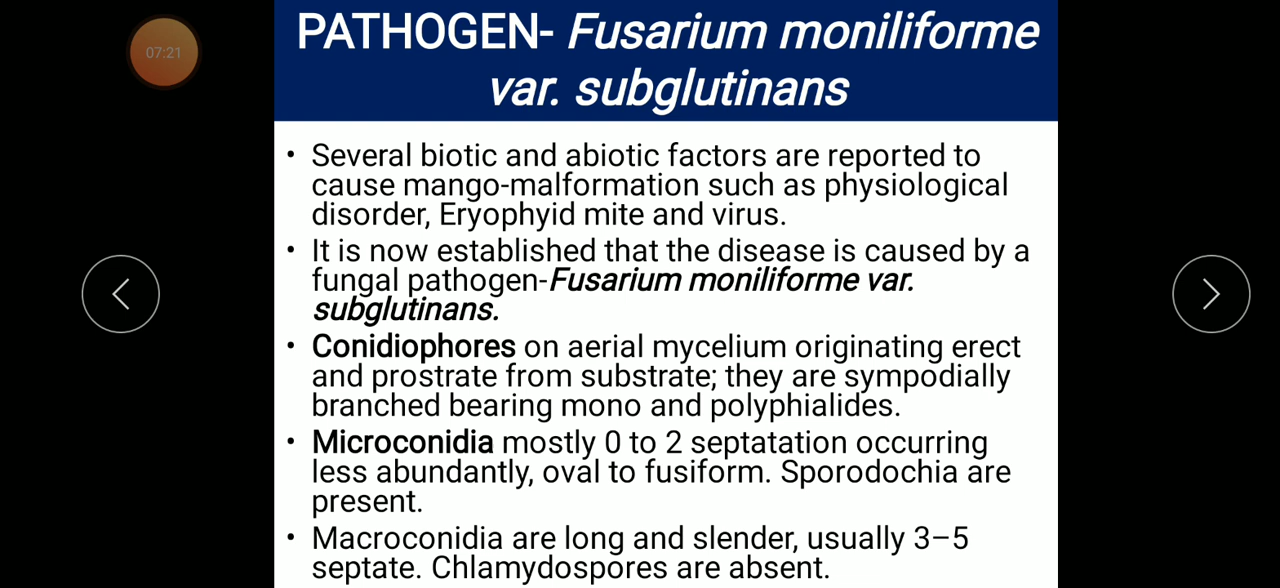 07:21
PATHOGEN- Fusarium moniliforme
var. subglutinans
• Several biotic and abiotic factors are reported to
cause mango-malformation such as physiological
disorder, Eryophyid mite and virus.
• It is now established that the disease is caused by a
fungal pathogen-Fusarium moniliforme var.
subglutinans.
• Conidiophores on aerial mycelium originating erect
and prostrate from substrate; they are sympodially
branched bearing mono and polyphialides.
• Microconidia mostly 0 to 2 septatation occurring
less abundantly, oval to fusiform. Sporodochia are
present.
• Macroconidia are long and slender, usually 3–5
septate. Chlamydospores are absent.